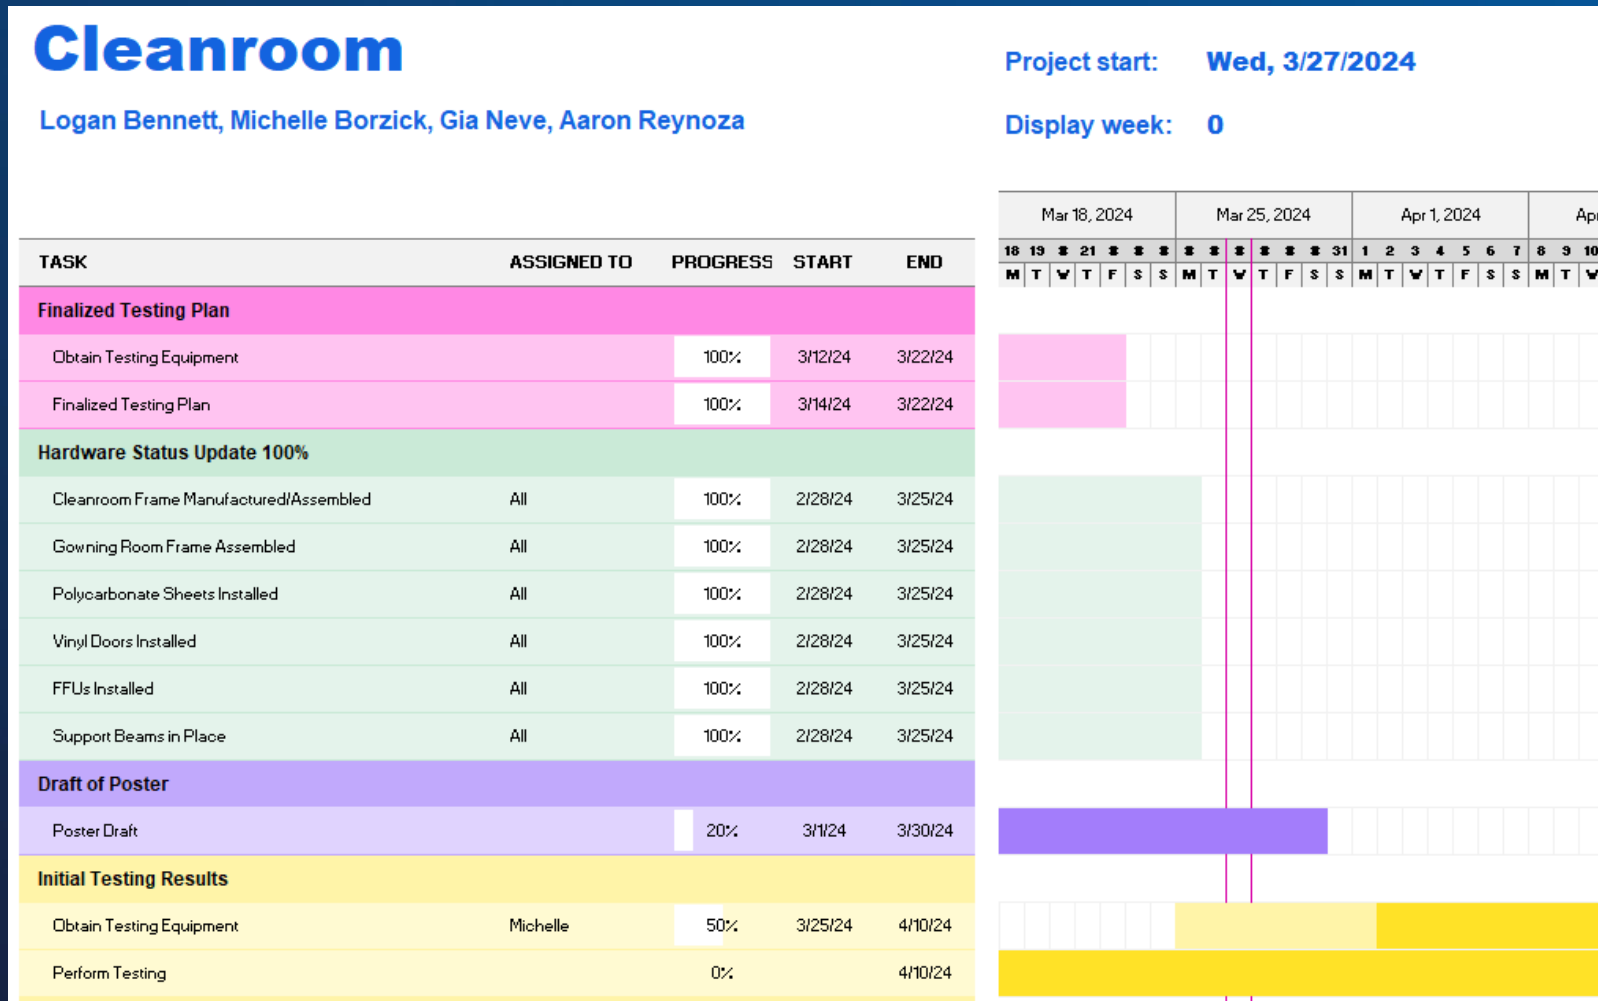 Cleanroom
Project start: Wed, 3/27/2024
Logan Bennett, Michelle Borzick, Gia Neve, Aaron Reynoza
Display week: 0
Mar 18, 2024 Mar 25, 2024 Apr 1, 2024
TASK ASSIGNED TO PROGRESS START END
18 19 21 31 1 2 3 4 5 6 7 8 9 10
M T W T F S S M T W T F S S M T W T F S S M T W
Finalized Testing Plan
Obtain Testing Equipment 100% 3/12/24 3/22/24
Finalized Testing Plan 100% 3/14/24 3/22/24
Hardware Status Update 100%
Cleanroom Frame Manufactured/Assembled All 100% 2/28/24 3/25/24
Gowning Room Frame Assembled All 100% 2/28/24 3/25/24
Polycarbonate Sheets Installed All 100% 2/28/24 3/25/24
Vinyl Doors Installed All 100% 2/28/24 3/25/24
FFUs Installed All 100% 2/28/24 3/25/24
Support Beams in Place All 100% 2/28/24 3/25/24
Draft of Poster
Poster Draft 20% 3/1/24 3/30/24
Initial Testing Results
Obtain Testing Equipment Michelle 50% 3/25/24 4/10/24
Perform Testing 0% 4/10/24